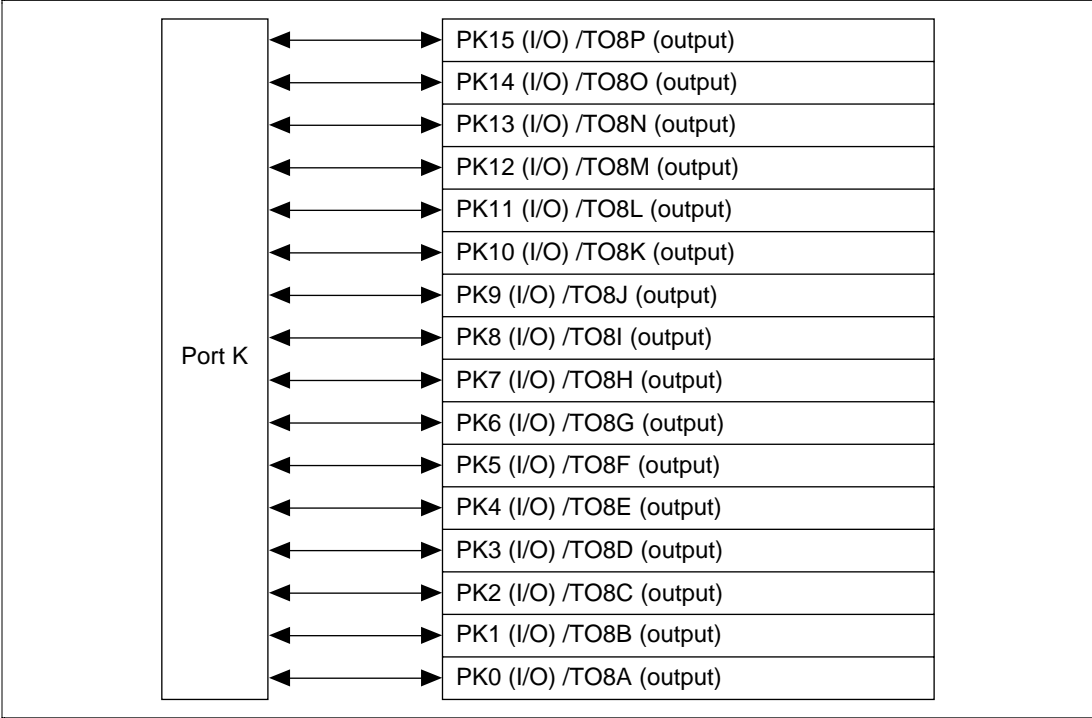 PK15 (I/O) /TO8P (output)
PK14 (I/O) /TO8O (output)
PK13 (I/O) /TO8N (output)
PK12 (I/O) /TO8M (output)
PK11 (I/O) /TO8L (output)
PK10 (I/O) /TO8K (output)
PK9 (I/O) /TO8J (output)
PK8 (I/O) /TO8I (output)
Port K
PK7 (I/O) /TO8H (output)
PK6 (I/O) /TO8G (output)
PK5 (I/O) /TO8F (output)
PK4 (I/O) /TO8E (output)
PK3 (I/O) /TO8D (output)
PK2 (I/O) /TO8C (output)
PK1 (I/O) /TO8B (output)
PK0 (I/O) /TO8A (output)